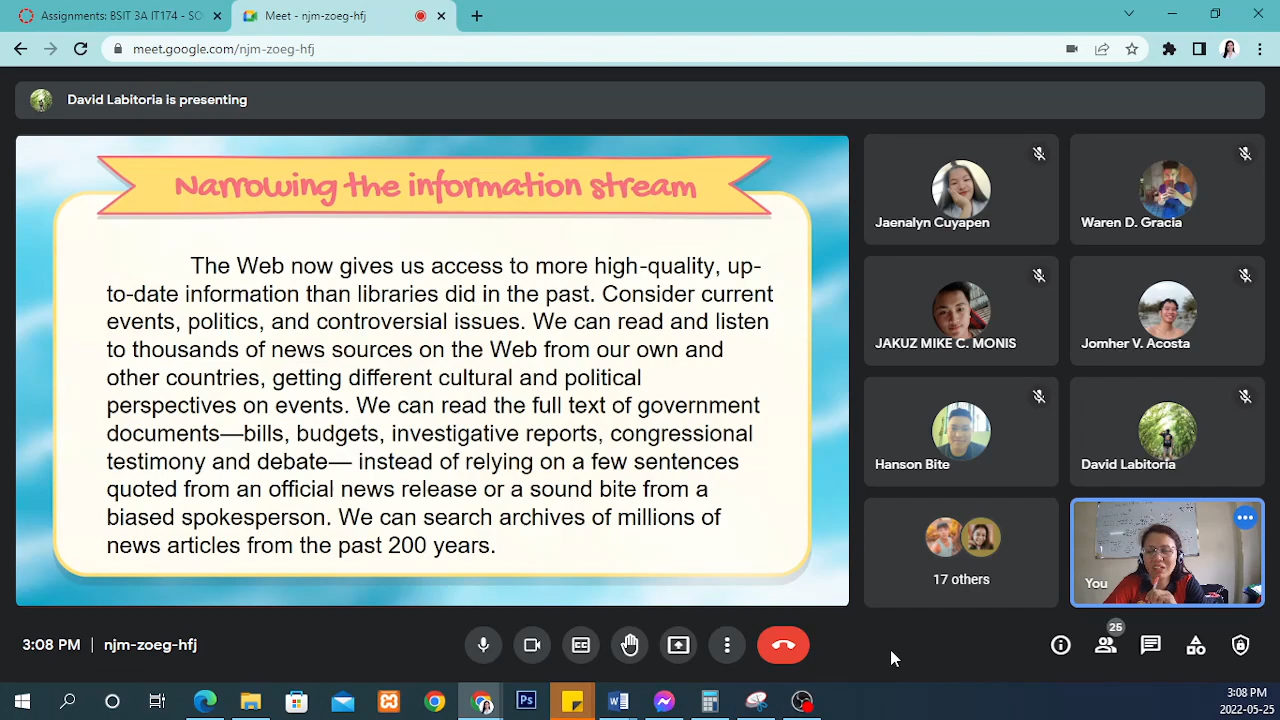 Assignments: BSIT 3A IT174 - SO
Meet - njm-zoeg-hfj
meet.google.com/njm-zoeg-hfj
David Labitoria is presenting
Narrowing the information stream
The Web now gives us access to more high-quality, up-
to-date information than libraries did in the past. Consider current
events, politics, and controversial issues. We can read and listen
to thousands of news sources on the Web from our own and
other countries, getting different cultural and political
perspectives on events. We can read the full text of government
documents—bills, budgets, investigative reports, congressional
testimony and debate— instead of relying on a few sentences
quoted from an official news release or a sound bite from a
biased spokesperson. We can search archives of millions of
news articles from the past 200 years.
Jaenalyn Cuyapen
Waren D. Gracia
JAKUZ MIKE C. MONIS
Jomher V. Acosta
Hanson Bite
David Labitoria
17 others
You
3:08 PM | njm-zoeg-hfj
25
Ps
3:08 PM
2022-05-25